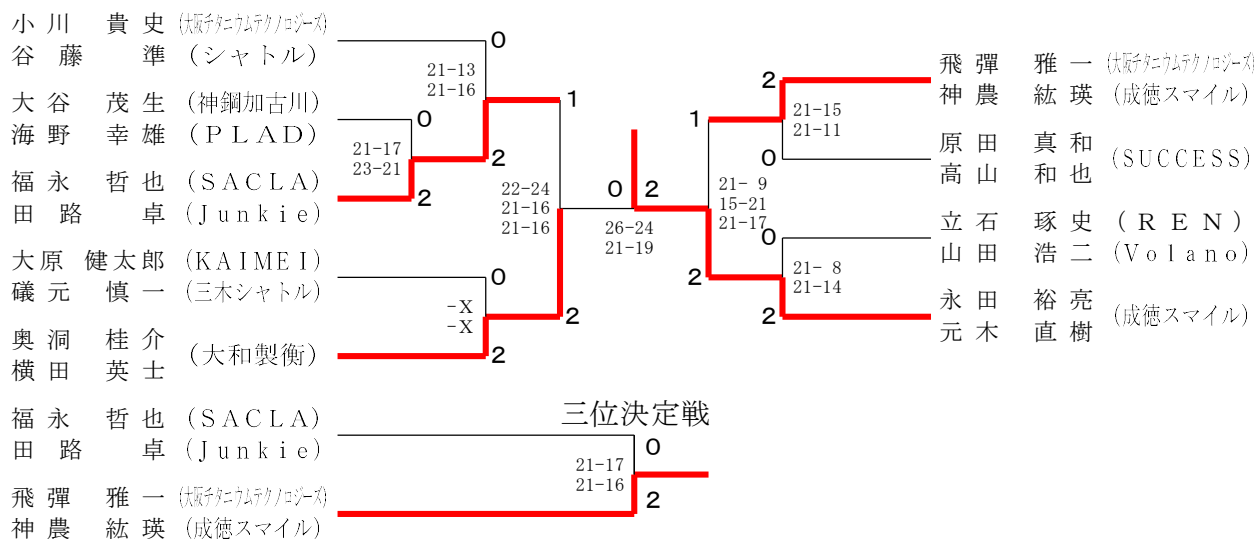 小川 貴史 (大阪チタニウムテクノロジーズ)
谷藤 準 (シャトル)
大谷 茂生 (神鋼加古川)
海野 幸雄 (PLAD)
福永 哲也 (SACLA)
田路 卓 (Junkie)
大原 健太郎 (KAIMEI)
磯元 慎一 (三木シャトル)
奥洞 桂介
横田 英士
(大和製衡)
0
21-13
21-16
0
21-17
23-21
2
2
1
22-24
21-16
21-16
0
-X
-X
2
2
0 2
26-24
21-19
飛彈 雅一 (大阪チタニウムテクノロジーズ)
神農 紘瑛 (成徳スマイル)
原田 真和
高山 和也
(SUCCESS)
立石 琢史 (REN)
山田 浩二 (Volano)
永田 裕亮
元木 直樹
(成徳スマイル)
2
21-15
21-11
0
1
21- 9
15-21
21-17
2
0
21- 8
21-14
2
三位決定戦
福永 哲也 (SACLA)
田路 卓 (Junkie)
飛彈 雅一 (大阪チタニウムテクノロジーズ)
神農 紘瑛 (成徳スマイル)
0
21-17
21-16
2